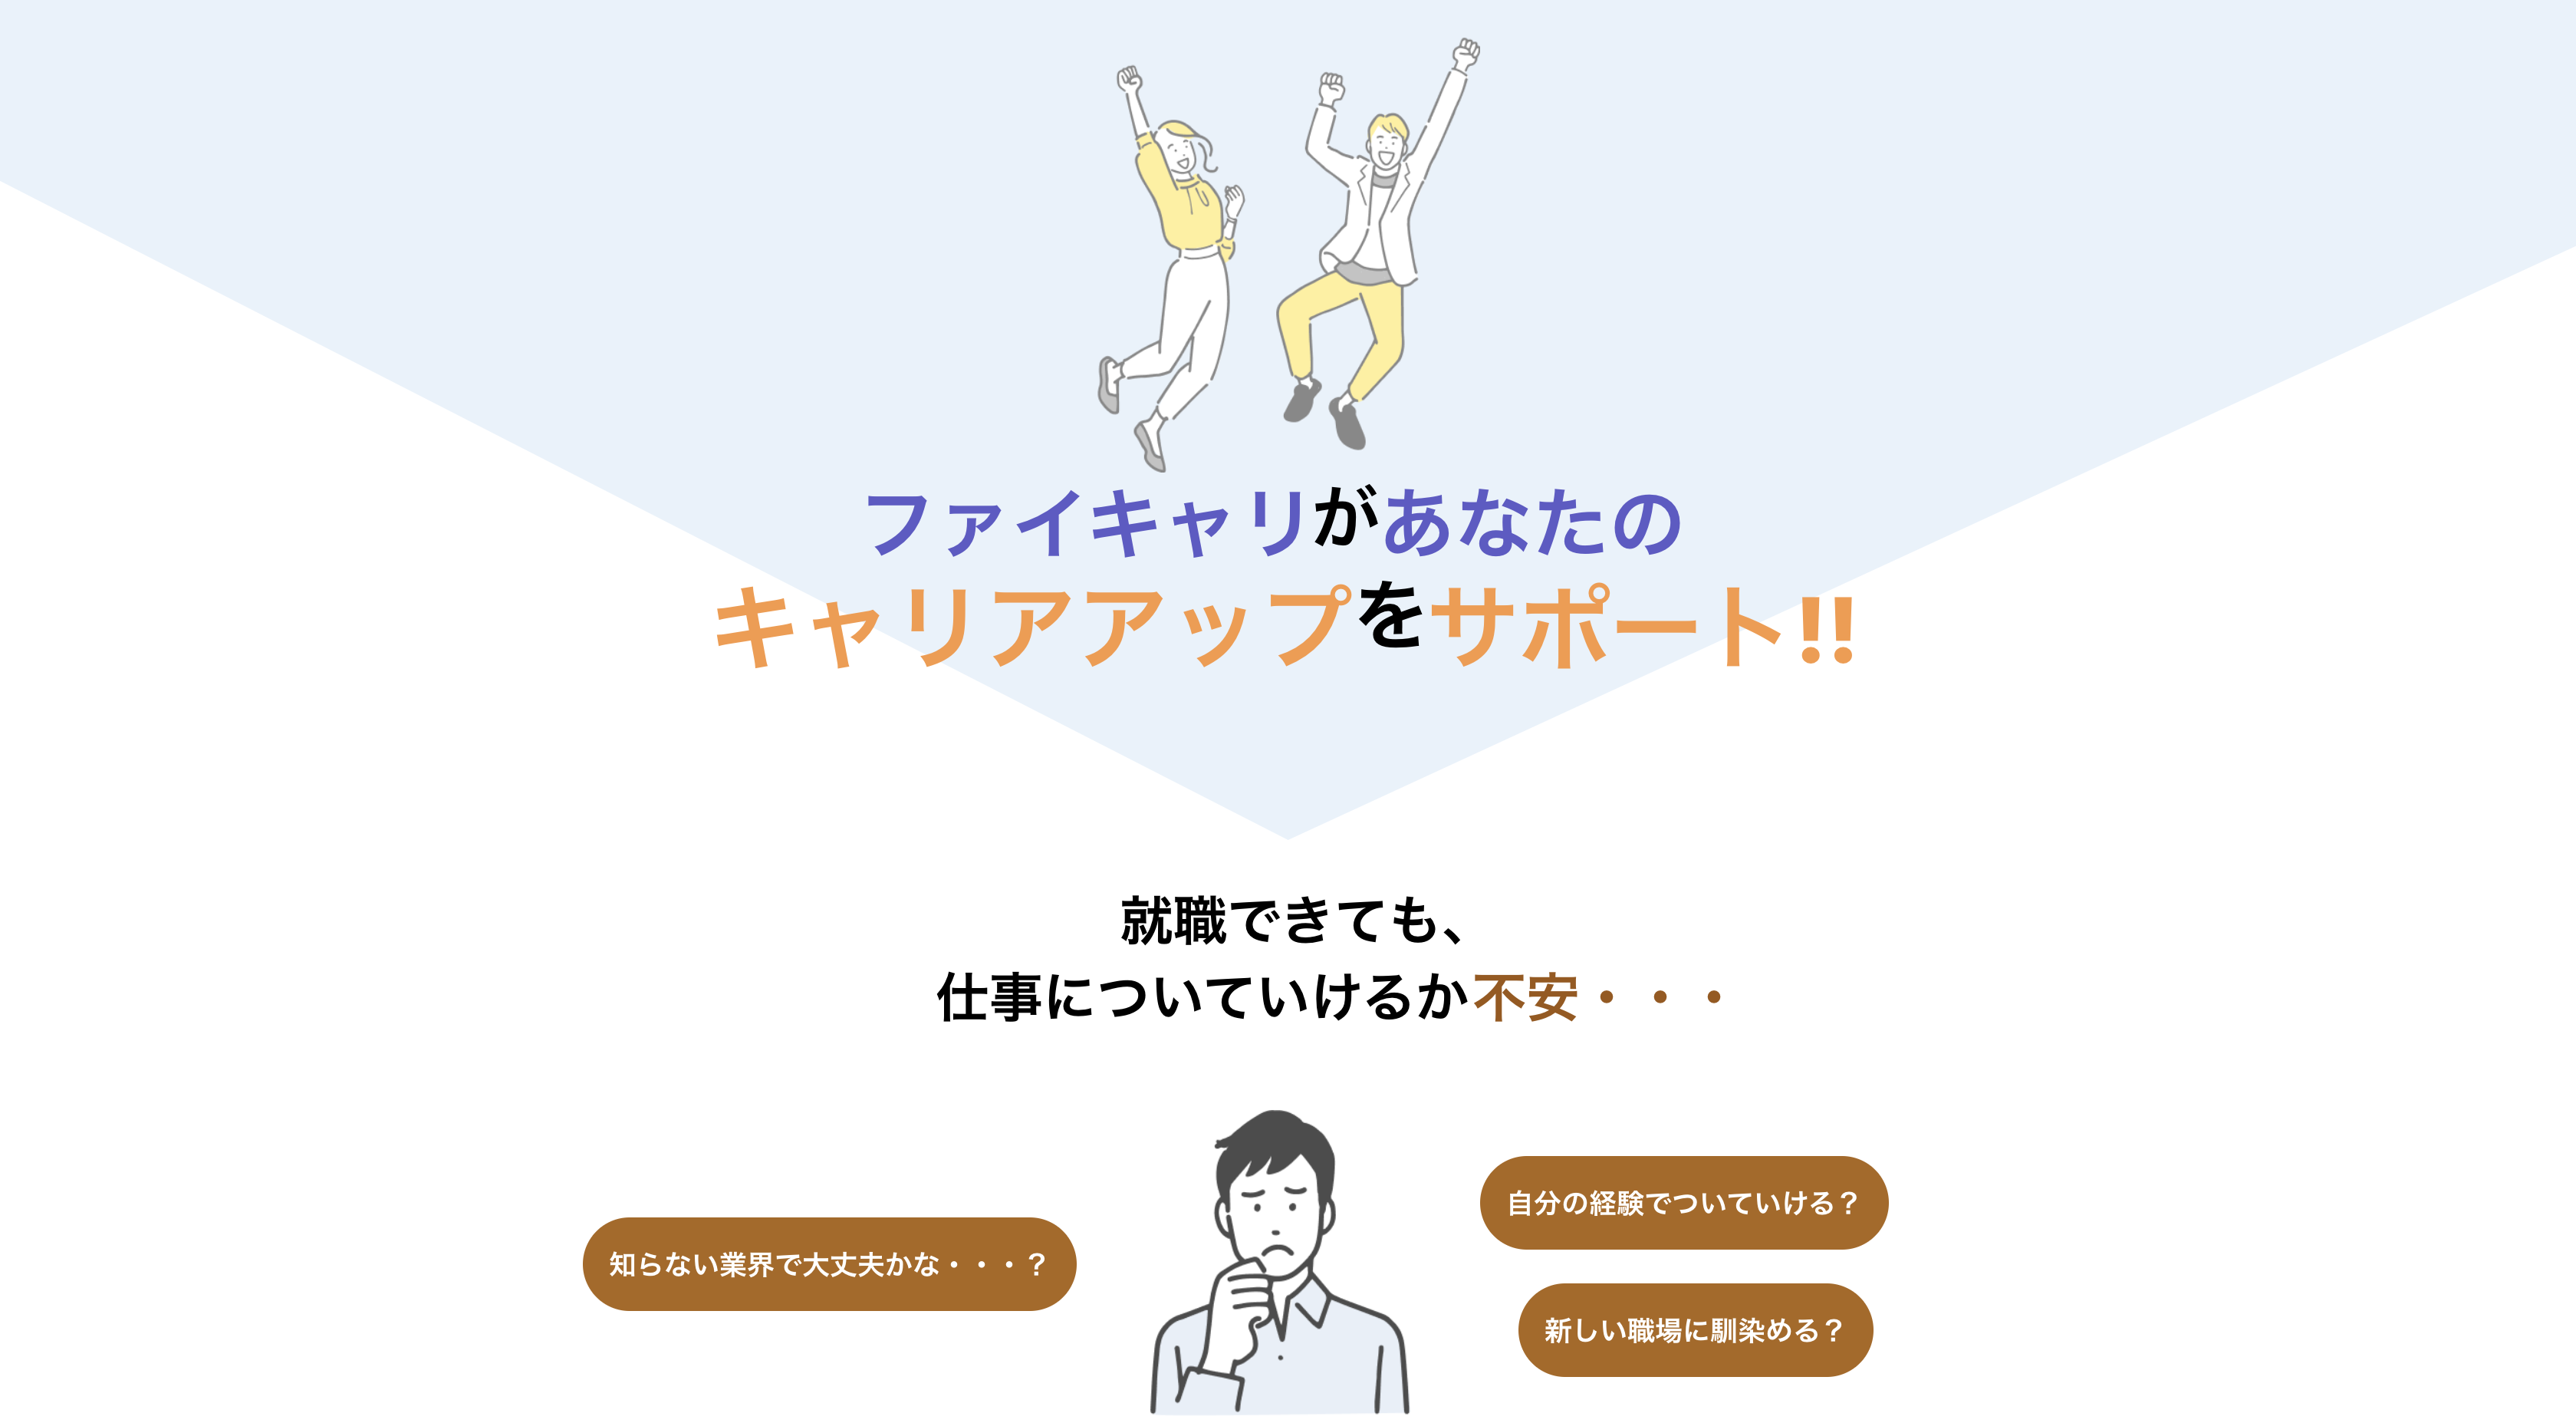 ファイキャリがあなたの
キャリアアップをサポート!!
就職できても、
仕事についていけるか不安・・・
自分の経験でついていける？
知らない業界で大丈夫かな・・・？
新しい職場に馴染める？